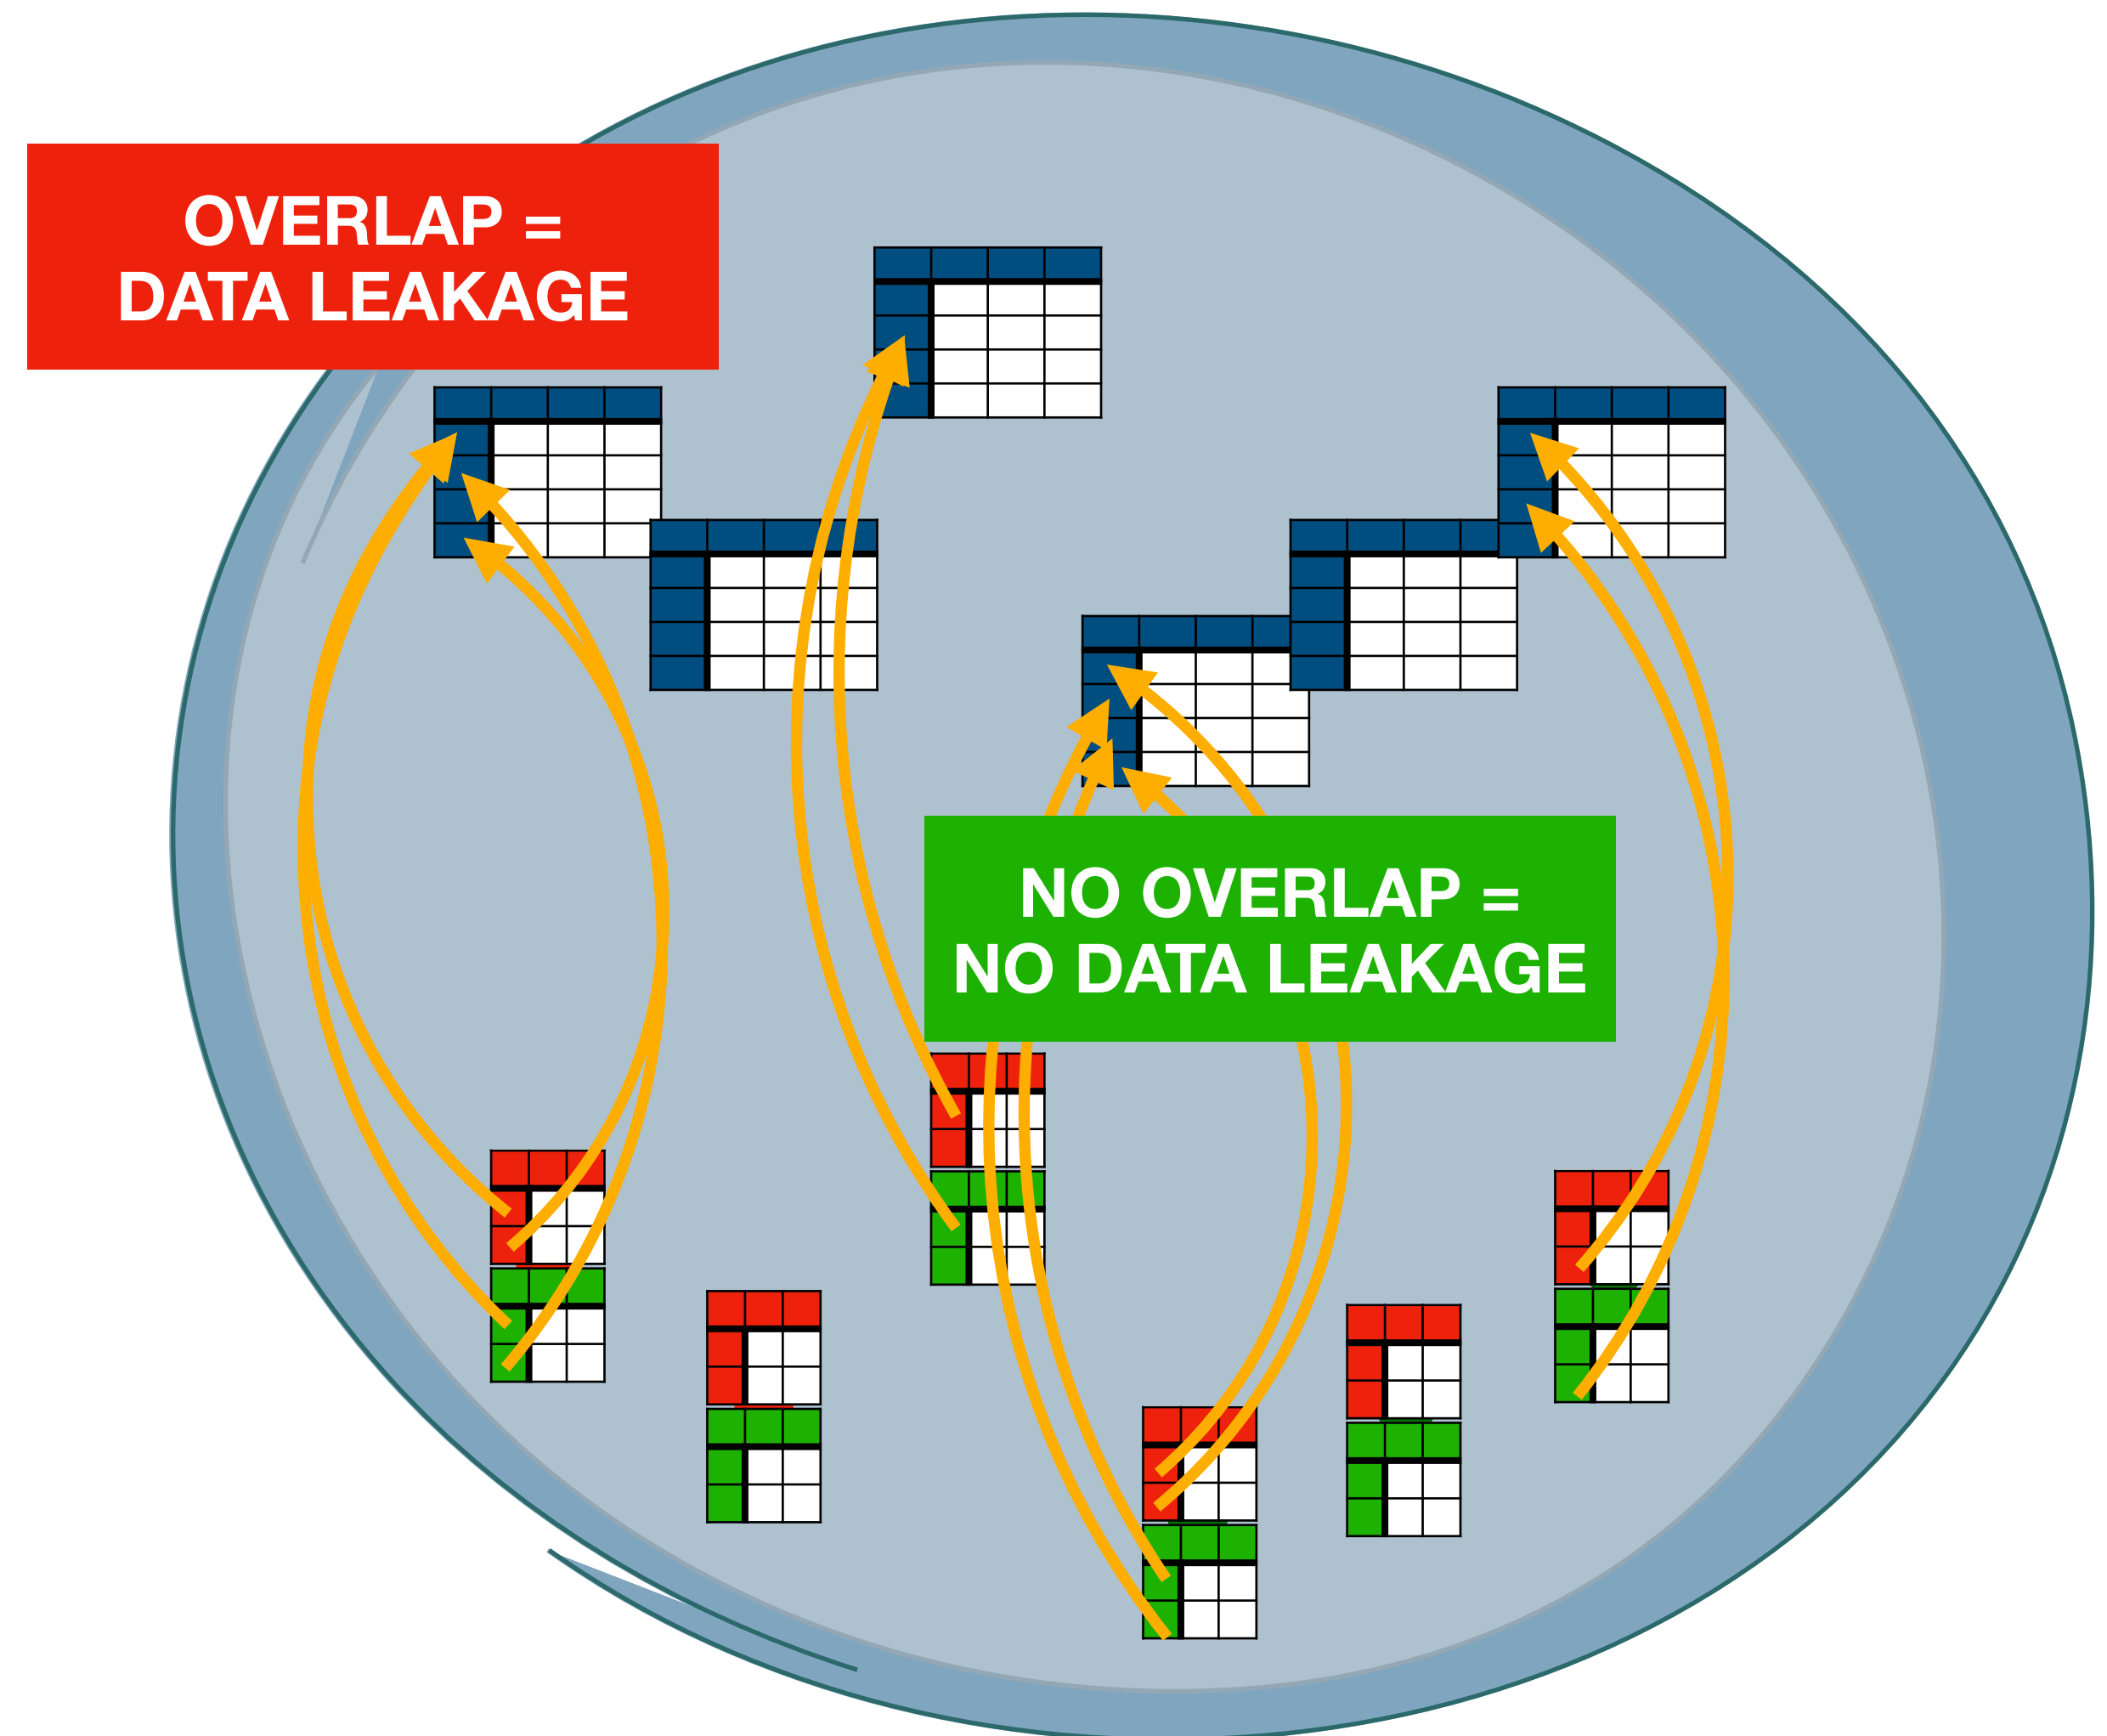 OVERLAP =
DATA LEAKAGE
NO OVERLAP =
NO DATA LEAKAGE